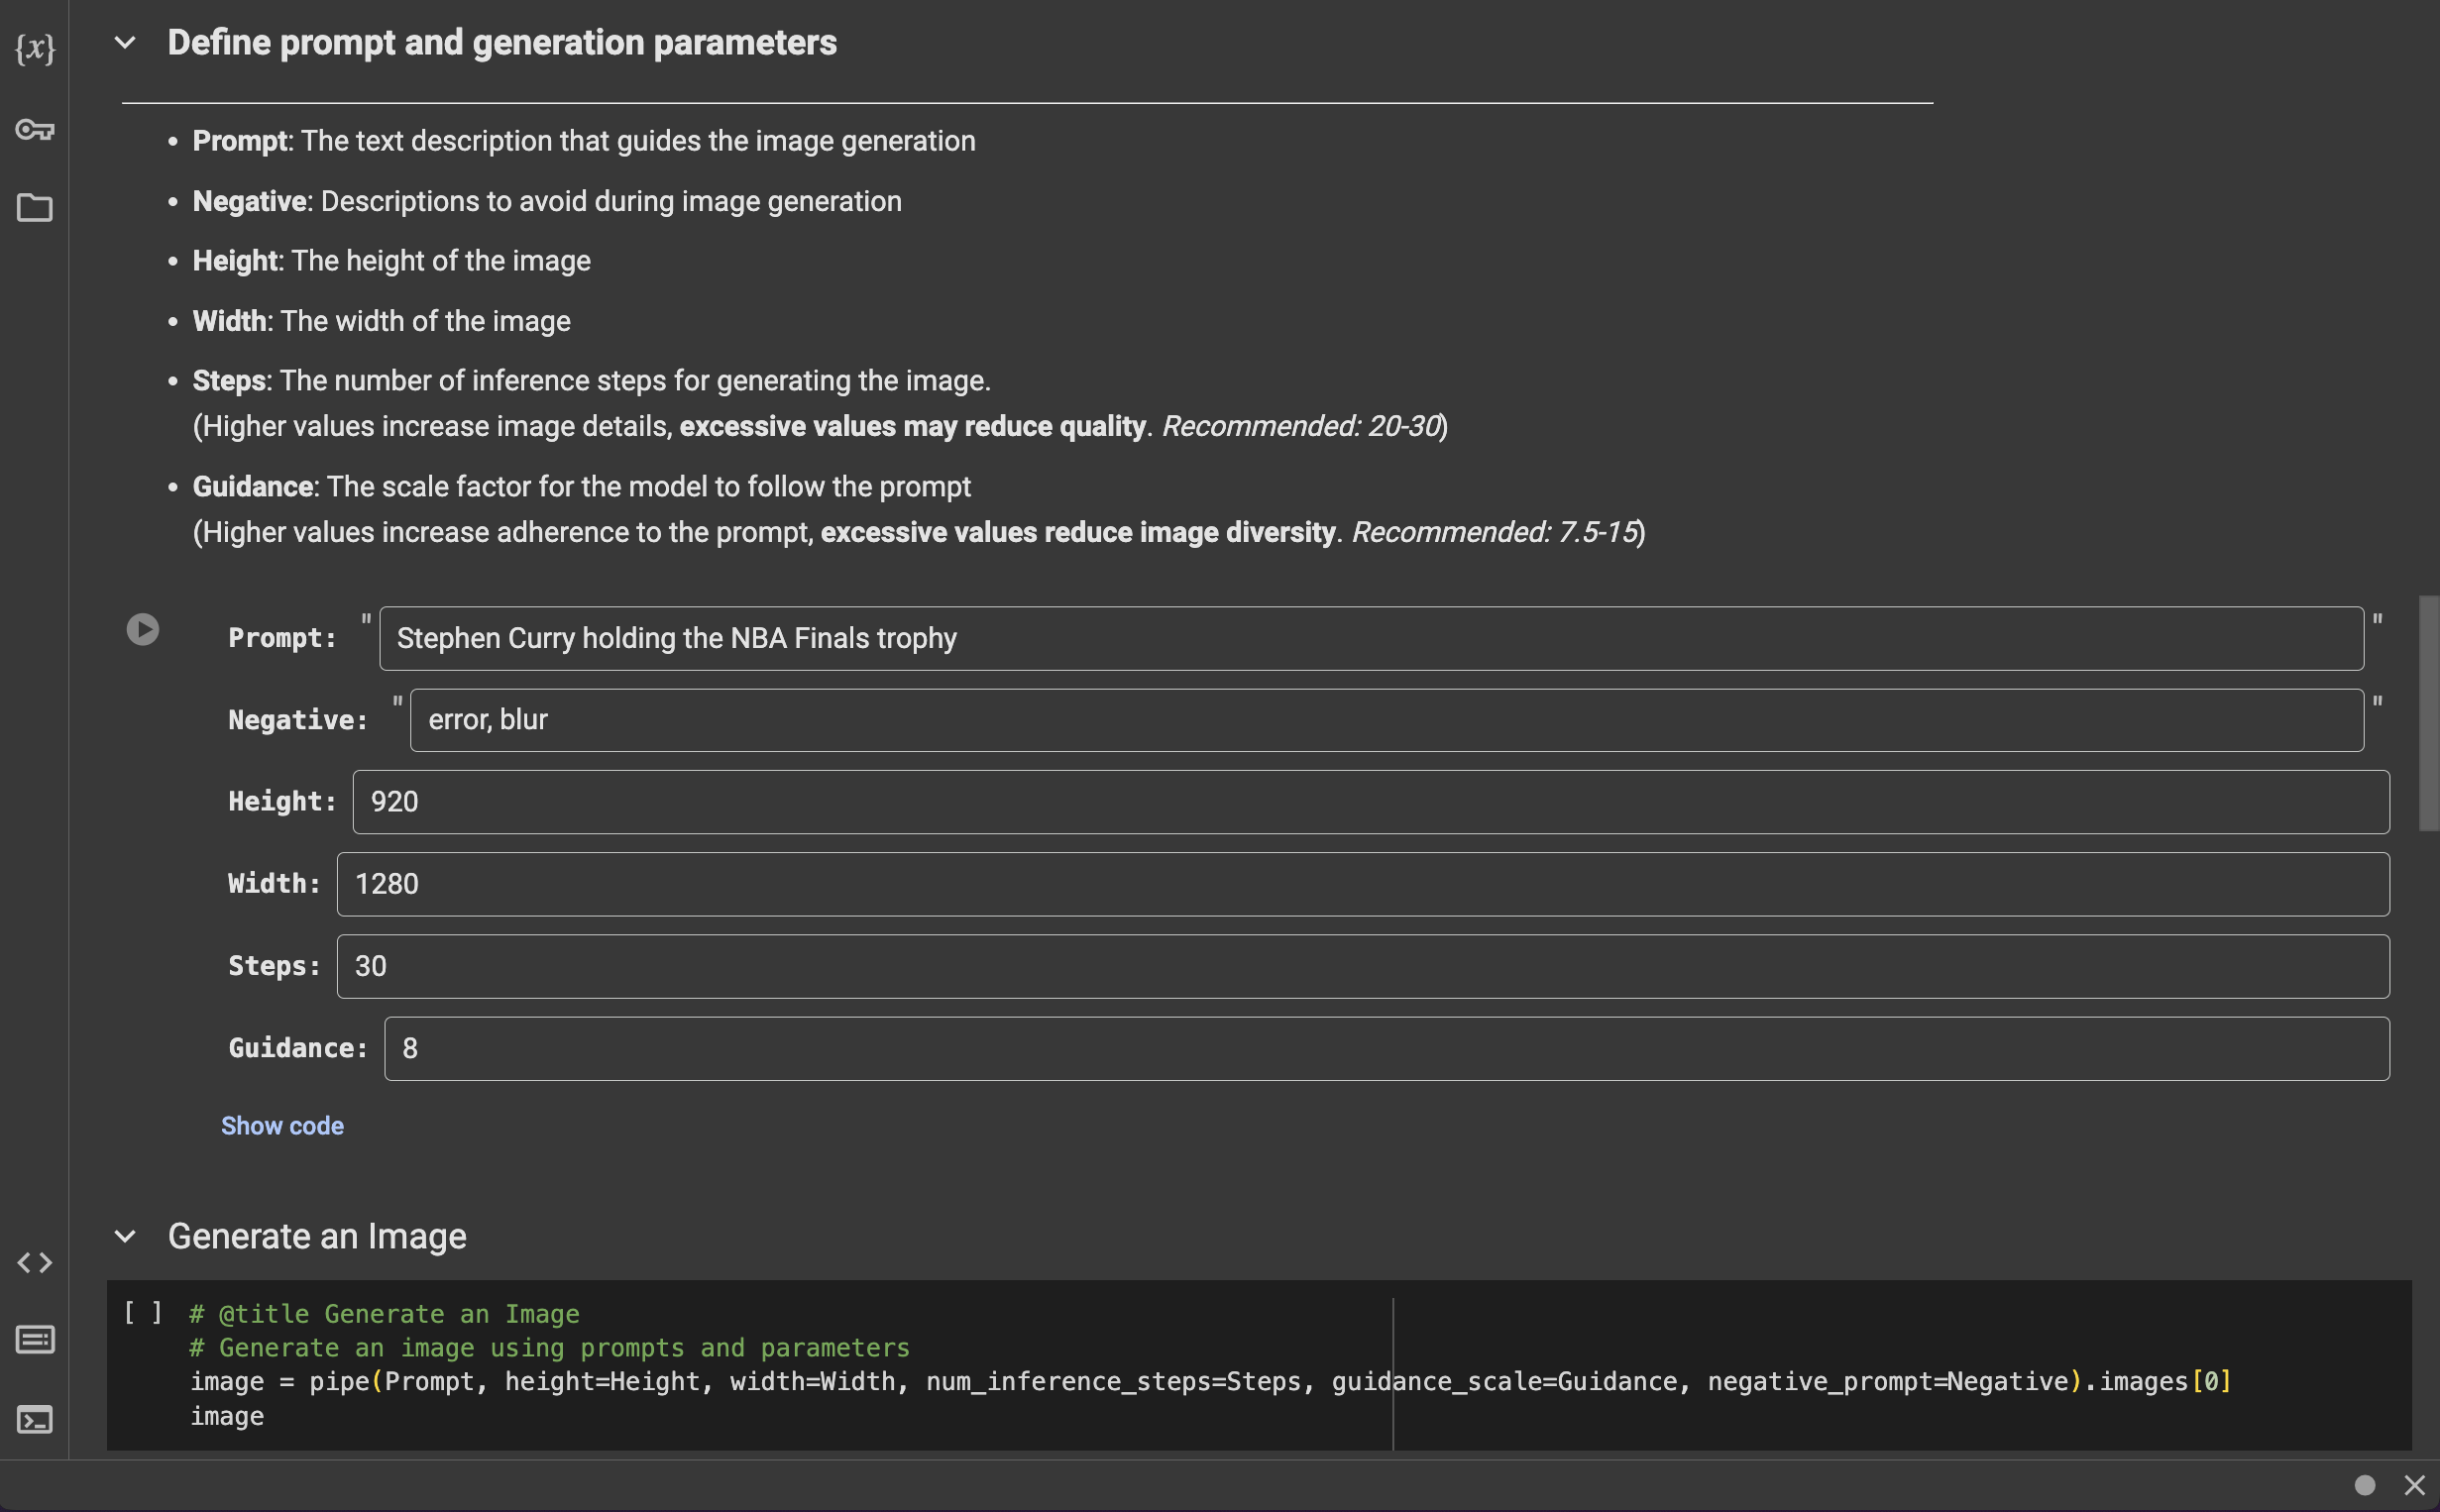 {x}
Define prompt and generation parameters
• Prompt: The text description that guides the image generation
• Negative: Descriptions to avoid during image generation
• Height: The height of the image
• Width: The width of the image
• Steps: The number of inference steps for generating the image.
(Higher values increase image details, excessive values may reduce quality. Recommended: 20-30)
• Guidance: The scale factor for the model to follow the prompt
(Higher values increase adherence to the prompt, excessive values reduce image diversity. Recommended: 7.5-15)
Prompt: " Stephen Curry holding the NBA Finals trophy "
Negative: " error, blur "
Height: 920
Width: 1280
Steps: 30
Guidance: 8
Show code
Generate an Image
[ ] # @title Generate an Image
# Generate an image using prompts and parameters
image = pipe(Prompt, height=Height, width=Width, num_inference_steps=Steps, guidance_scale=Guidance, negative_prompt=Negative).images[0]
image